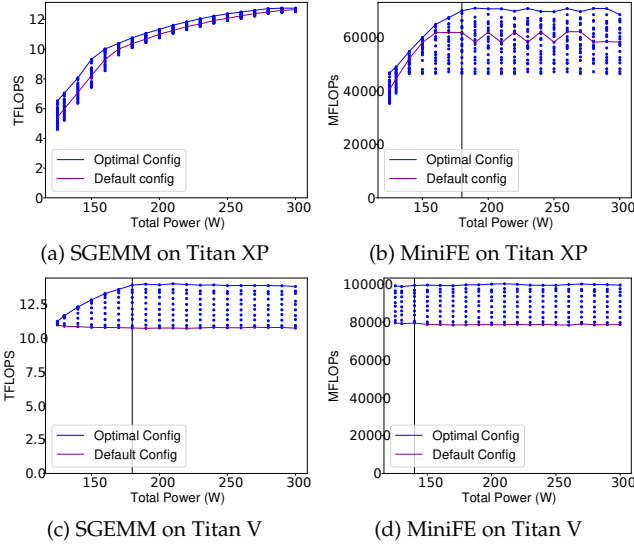 12
10
8
6
4
2
0
TFLOPS
Optimal Config
Default config
150
200
250
300
Total Power (W)
(a) SGEMM on Titan XP
60000
40000
20000
0
MFLOPs
Optimal Config
Default Config
150
200
250
300
Total Power (W)
(b) MiniFE on Titan XP
12.5
10.0
7.5
5.0
2.5
0.0
TFLOPS
Optimal Config
Default Config
150
200
250
300
Total Power (W)
(c) SGEMM on Titan V
100000
80000
60000
40000
20000
0
MFLOPs
Optimal Config
Default Config
150
200
250
300
Total Power (W)
(d) MiniFE on Titan V